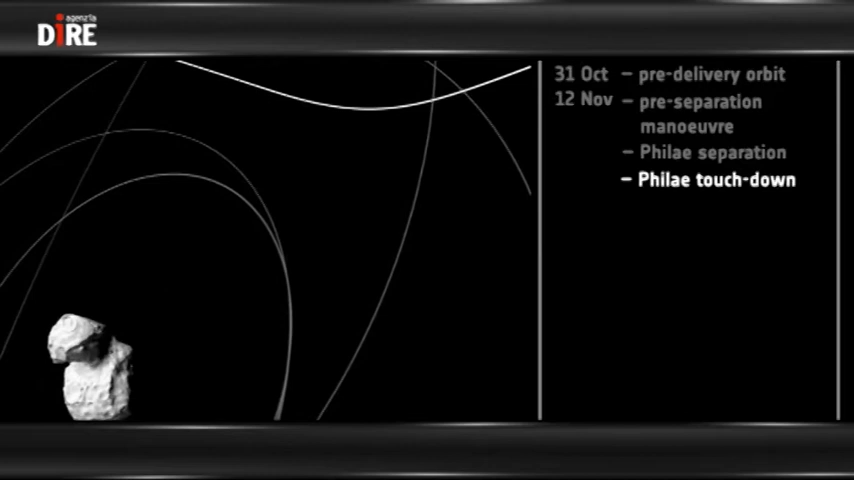 agenzia
DiRE
31 Oct – pre-delivery orbit
12 Nov – pre-separation
manoeuvre
– Philae separation
– Philae touch-down